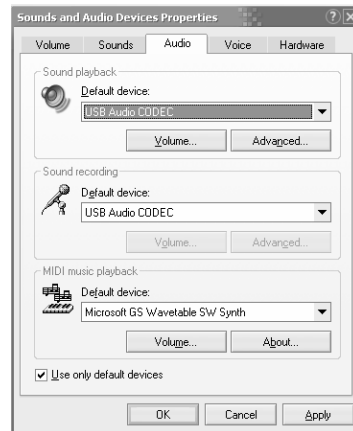 Sounds and Audio Devices Properties
Volume Sounds Audio Voice Hardware
Sound playback
Default device:
USB Audio CODEC
Volume... Advanced...
Sound recording
Default device:
USB Audio CODEC
Volume... Advanced...
MIDI music playback
Default device:
Microsoft GS Wavetable SW Synth
Volume... About...
Use only default devices
OK Cancel Apply